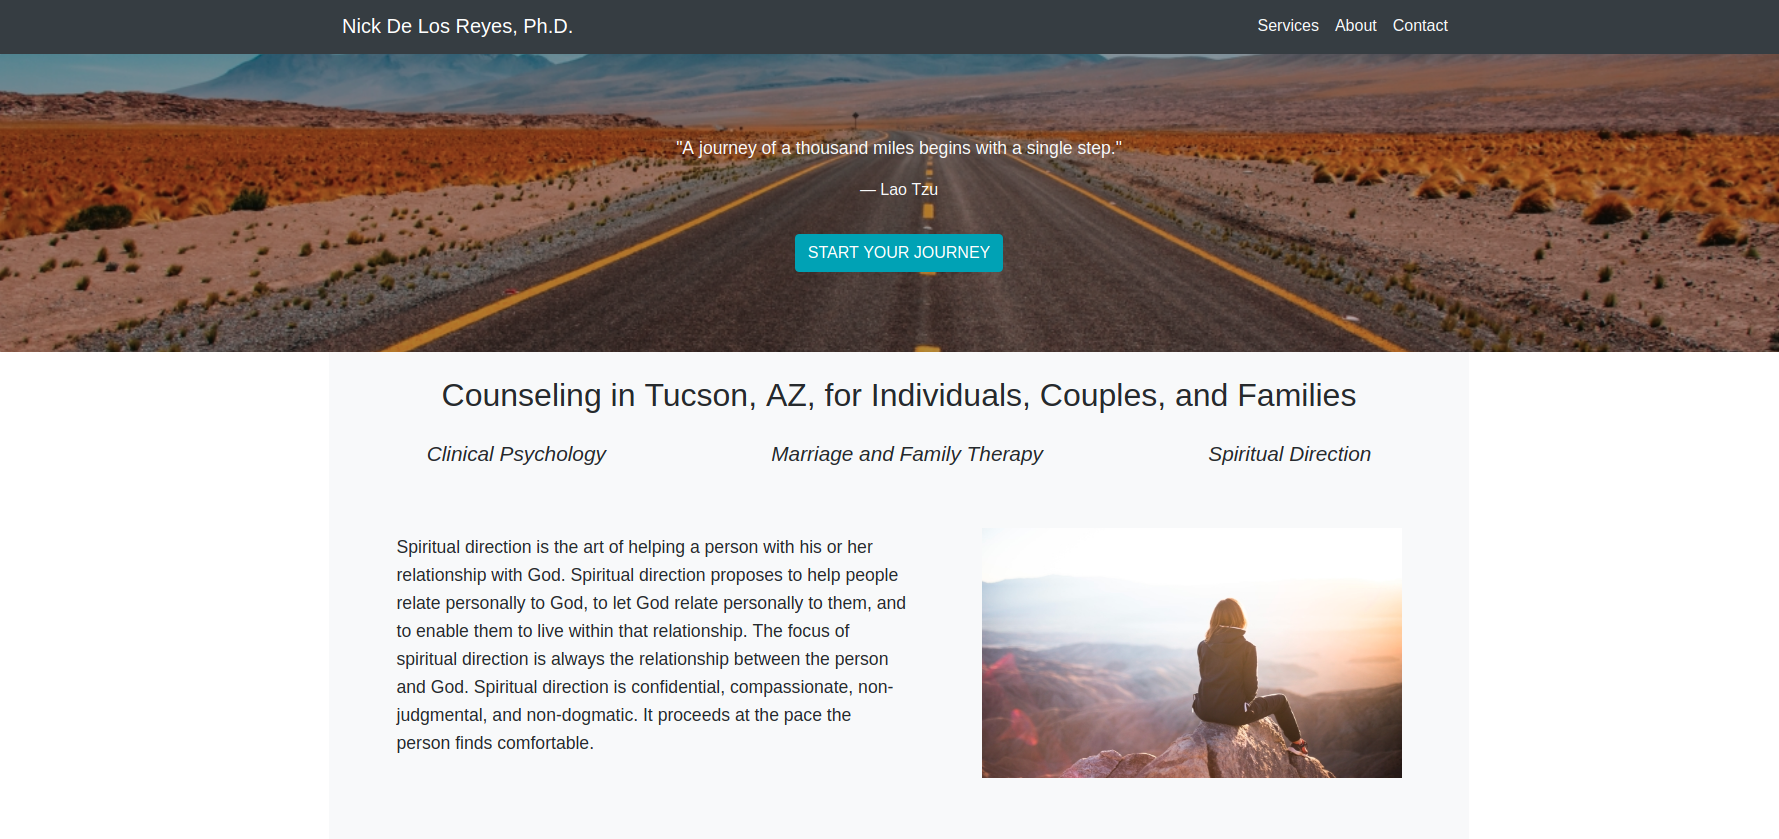 Nick De Los Reyes, Ph.D.
Services About Contact
"A journey of a thousand miles begins with a single step."
— Lao Tzu
START YOUR JOURNEY
Counseling in Tucson, AZ, for Individuals, Couples, and Families
Clinical Psychology
Marriage and Family Therapy
Spiritual Direction
Spiritual direction is the art of helping a person with his or her
relationship with God. Spiritual direction proposes to help people
relate personally to God, to let God relate personally to them, and
to enable them to live within that relationship. The focus of
spiritual direction is always the relationship between the person
and God. Spiritual direction is confidential, compassionate, non-
judgmental, and non-dogmatic. It proceeds at the pace the
person finds comfortable.